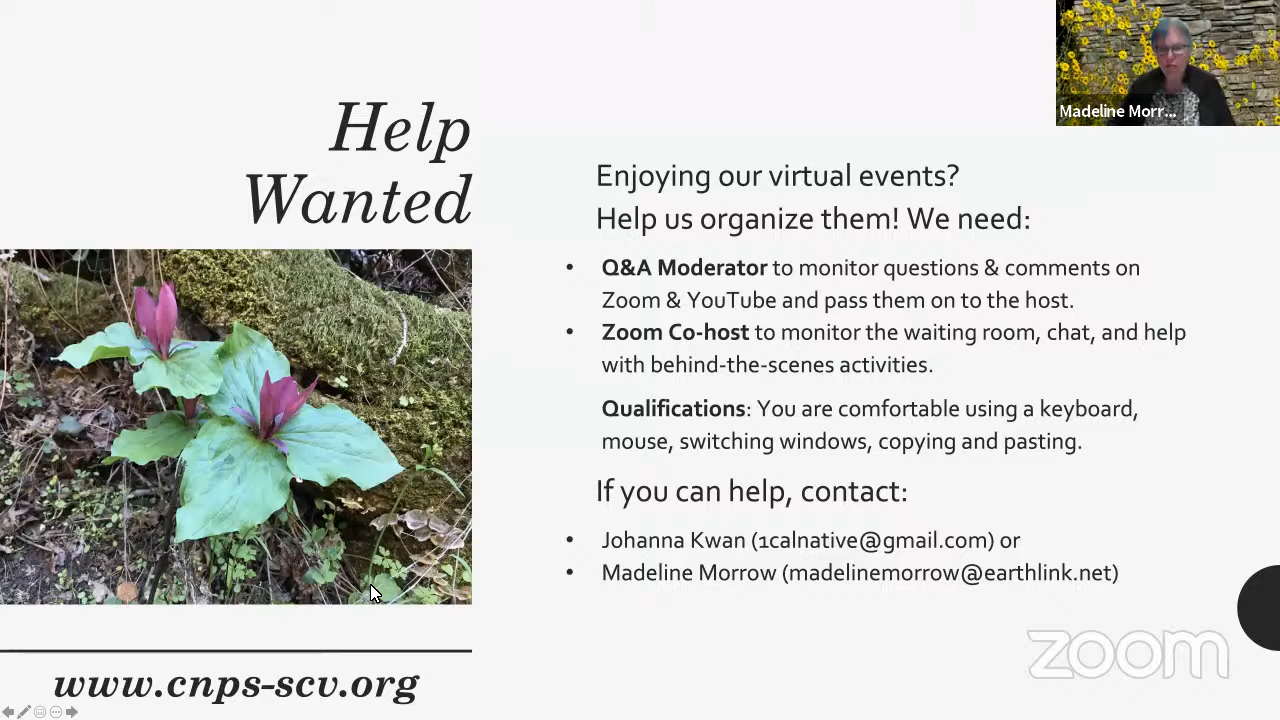 Help
Wanted
Madeline Morr...
Enjoying our virtual events?
Help us organize them! We need:
• Q&A Moderator to monitor questions & comments on
Zoom & YouTube and pass them on to the host.
• Zoom Co-host to monitor the waiting room, chat, and help
with behind-the-scenes activities.
Qualifications: You are comfortable using a keyboard,
mouse, switching windows, copying and pasting.
If you can help, contact:
• Johanna Kwan (1calnative@gmail.com) or
• Madeline Morrow (madelinemorrow@earthlink.net)
zoom
www.cnps-scv.org